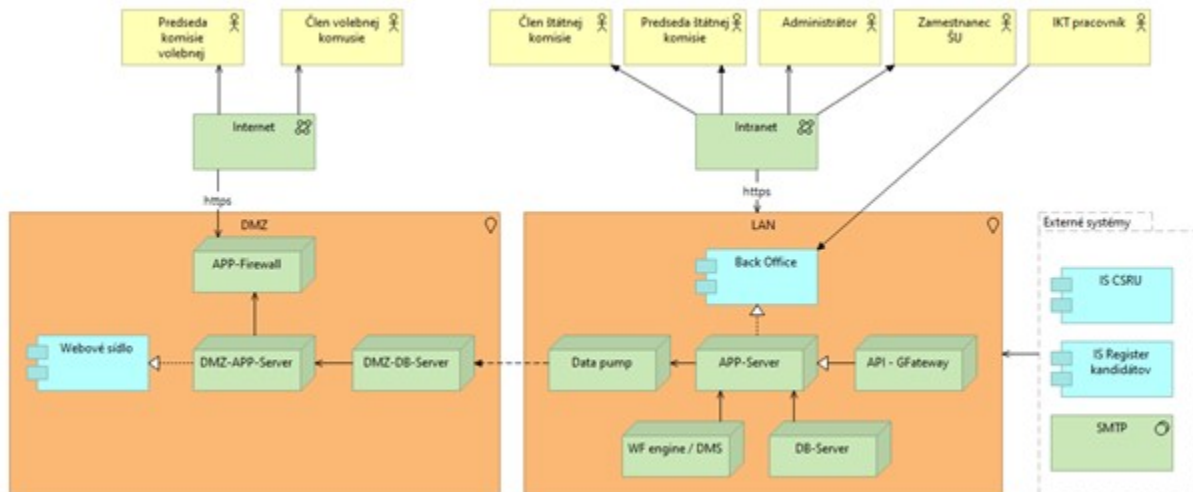 Predseda
komisie
volebnej
Člen volebnej
komusie
Člen štátnej
komisie
Predseda štátnej
komisie
Administrátor
Zamestnanec
ŠU
IKT pracovník
Internet
Intranet
https
https
DMZ
LAN
Externé systémy
APP-Firewall
Back Office
IS CSRU
Webové sídlo
DMZ-APP-Server
DMZ-DB-Server
Data pump
APP-Server
API - GFateway
IS Register
kandidátov
WF engine / DMS
DB-Server
SMTP